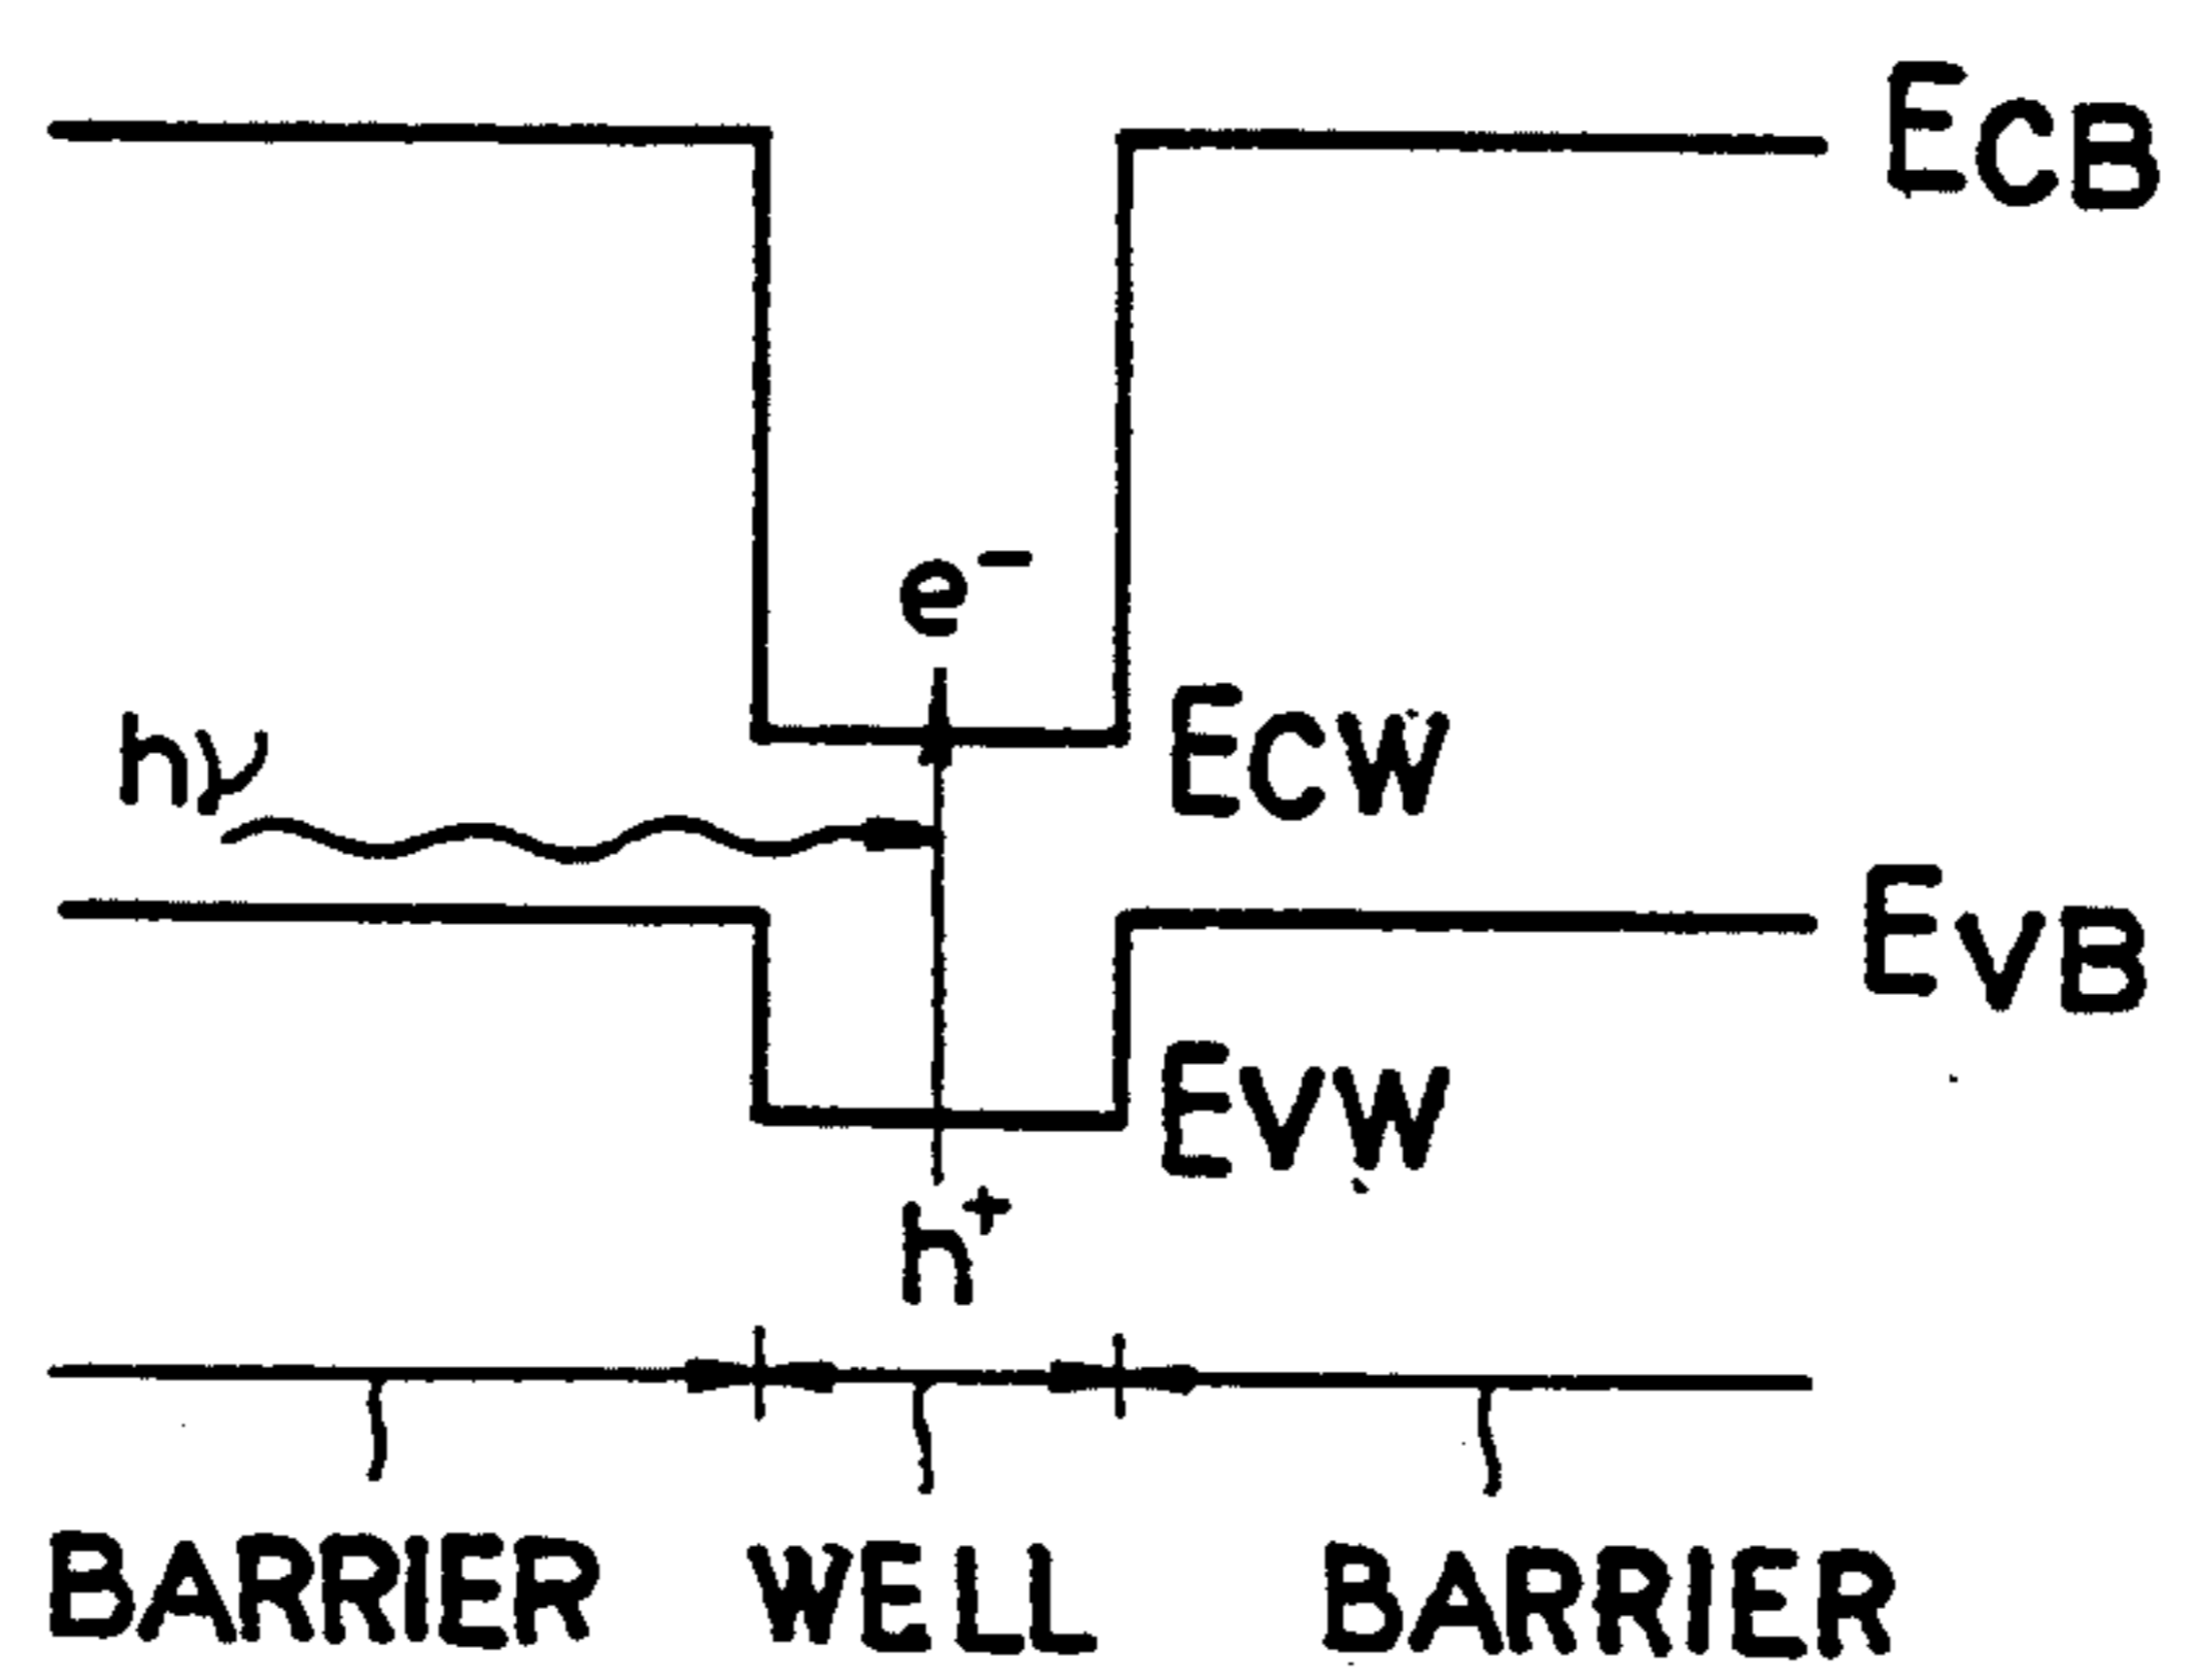 ECB
e⁻
ECW
hν
EVB
EVW
h⁺
BARRIER WELL BARRIER